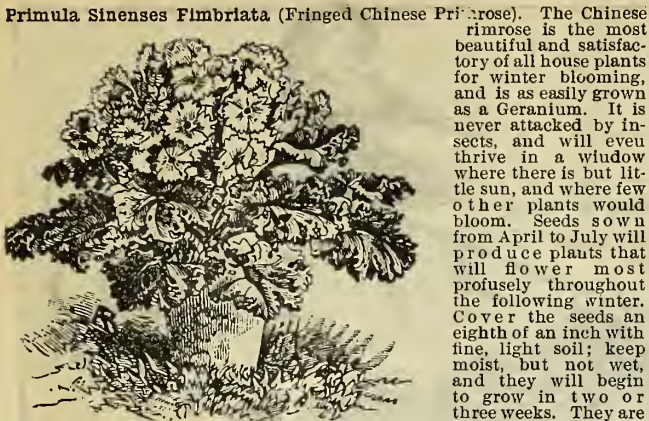 Primula Sinenses Fimbriata (Fringed Chinese Primrose). The Chinese
rimrose is the most
beautiful and satisfac-
tory of all house plants
for winter blooming,
and is as easily grown
as a Geranium. It is
never attacked by in-
sects, and will even
thrive in a window
where there is but lit-
tle sun, and where few
other plants would
bloom. Seeds sown
from April to July will
produce plants that
will flower most
profusely throughout
the following winter.
Cover the seeds an
eighth of an inch with
fine, light soil; keep
moist, but not wet,
and they will begin
to grow in two or
three weeks. They are